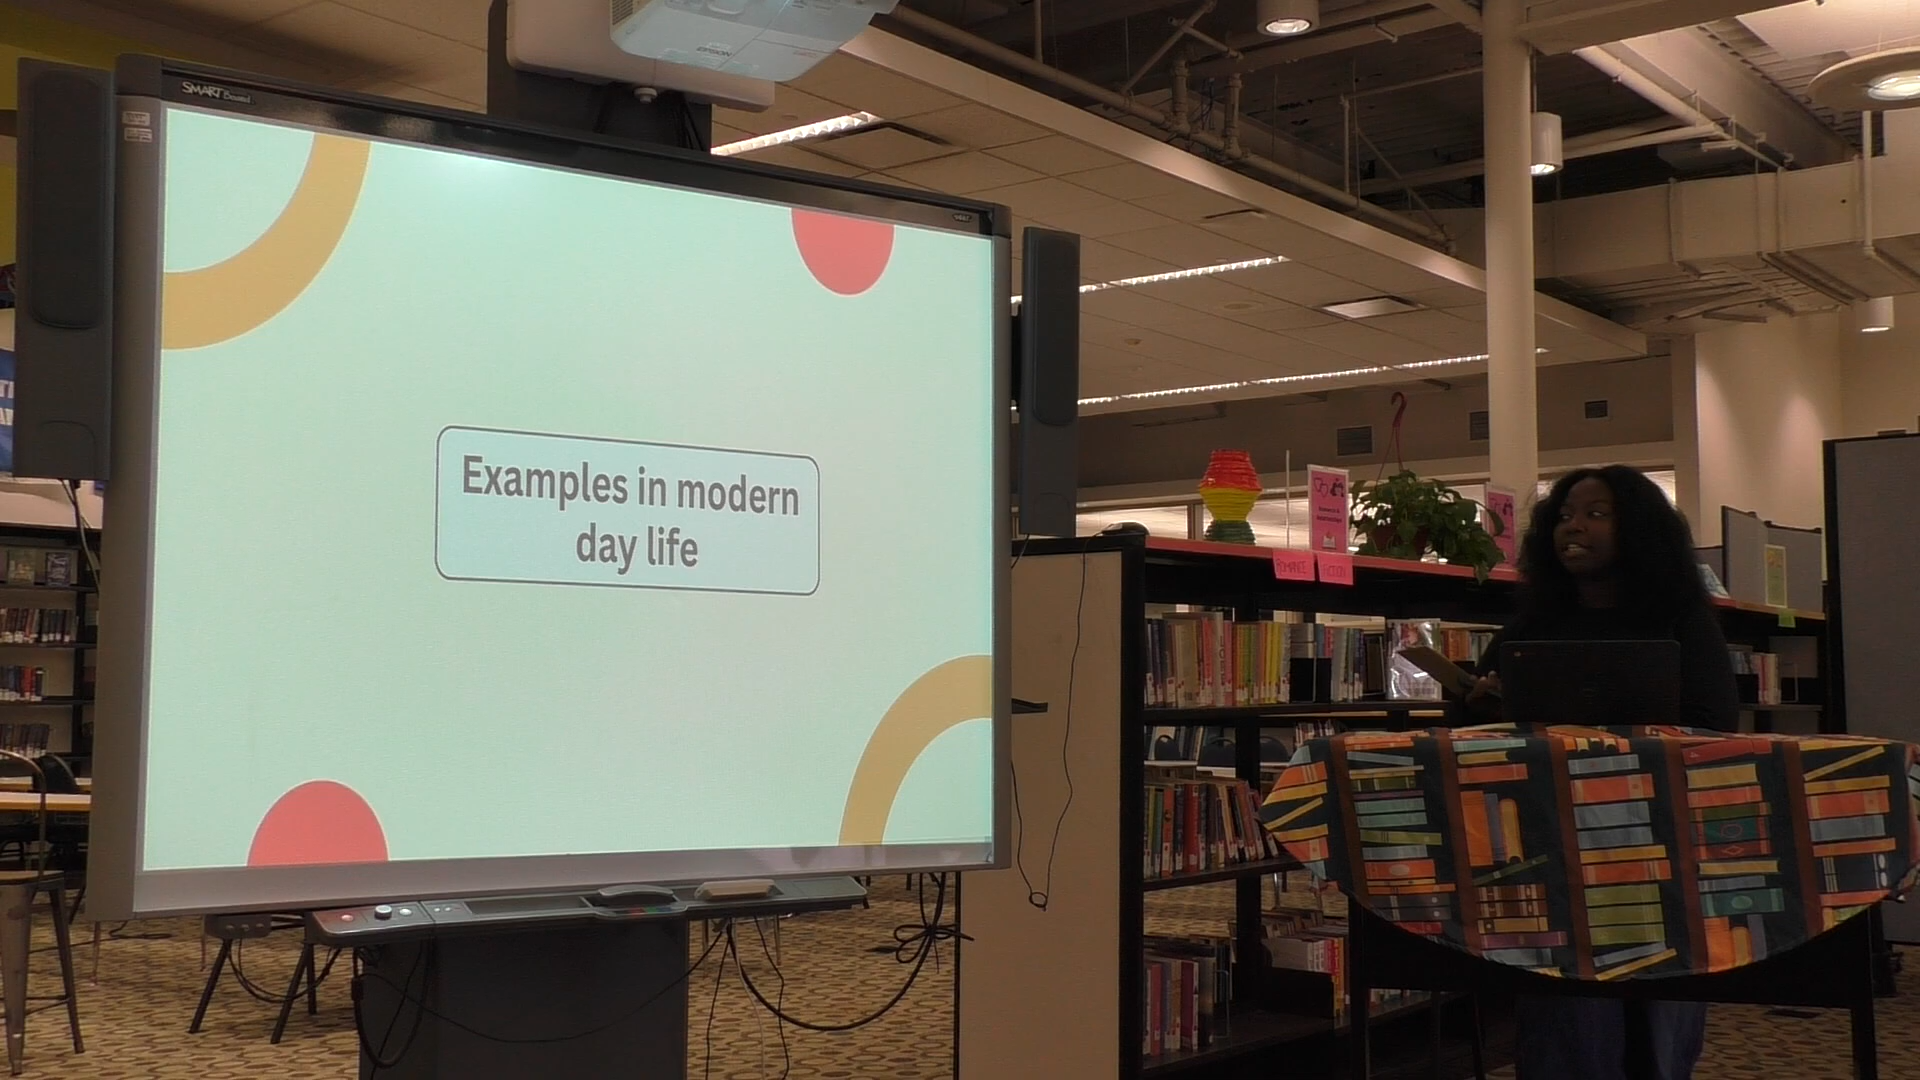 EPSON
SMART Board
Examples in modern
day life
ROMANCE
FICTION